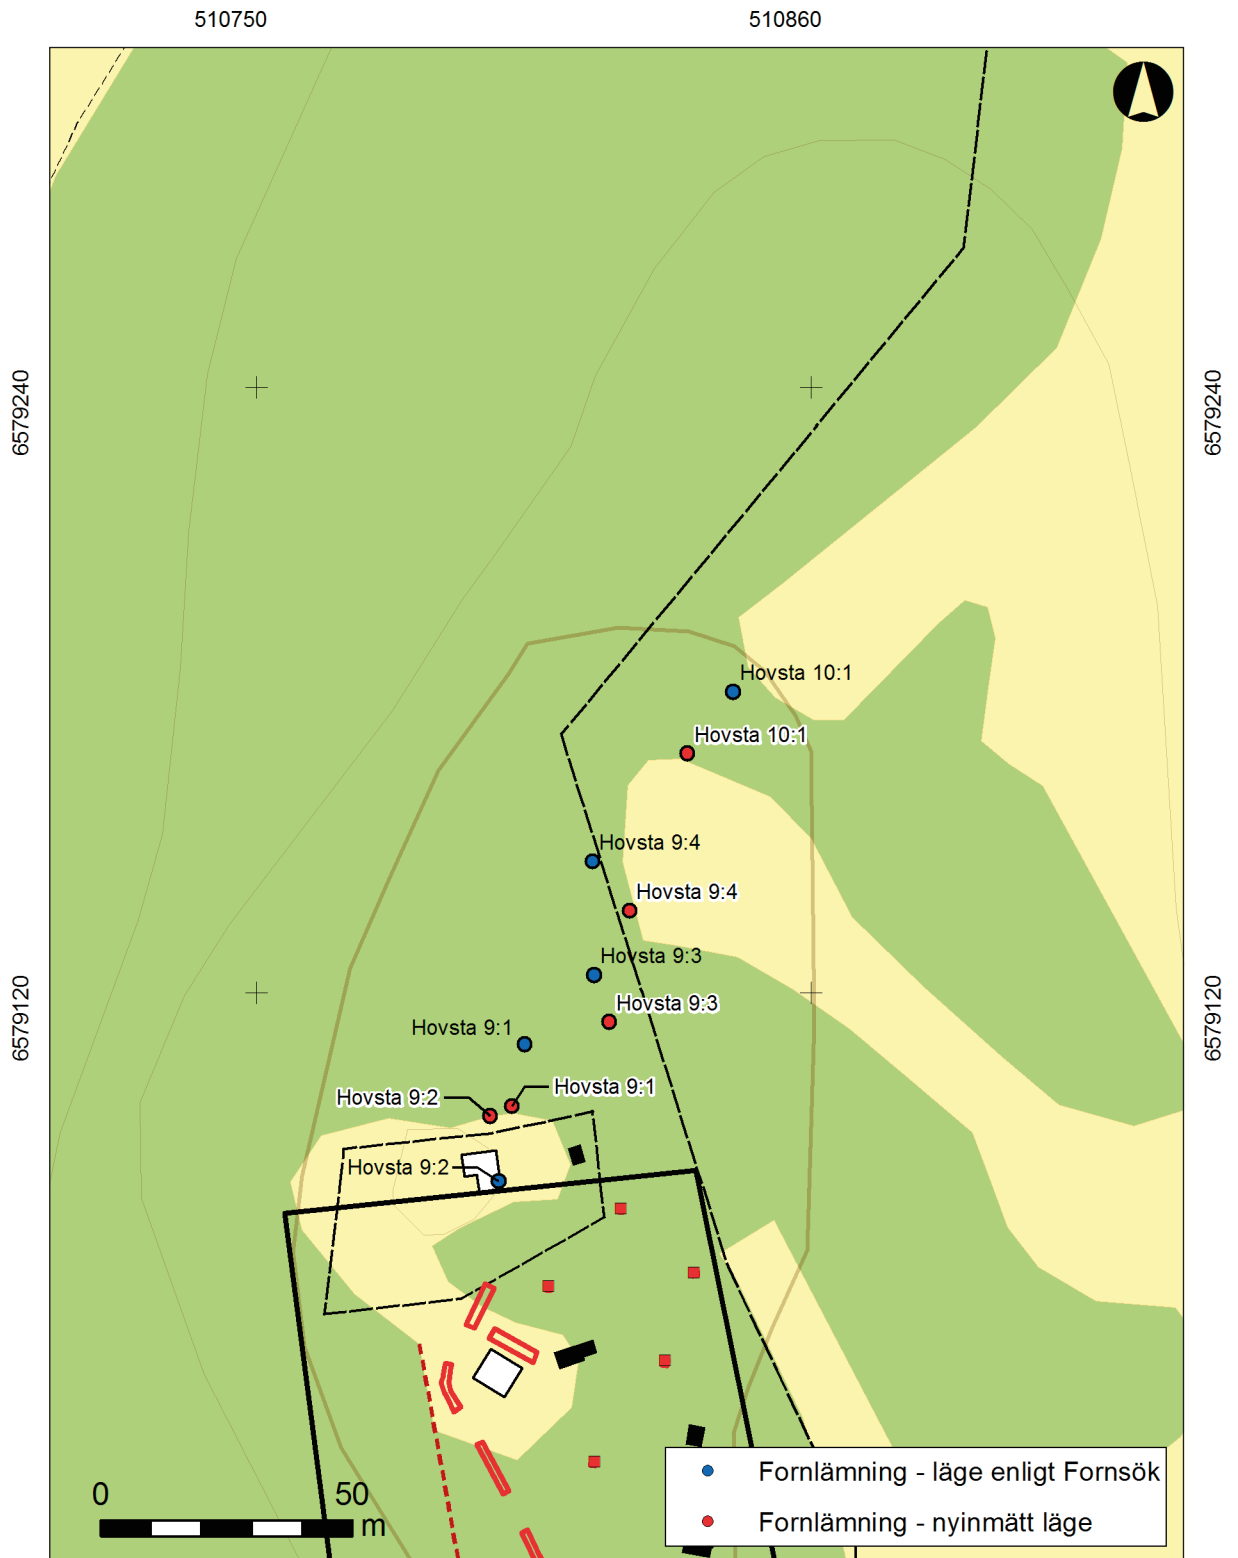 510750
510860
6579240
6579240
Hovsta 10:1
Hovsta 10:1
Hovsta 9:4
Hovsta 9:4
Hovsta 9:3
6579120
6579120
Hovsta 9:3
Hovsta 9:1
Hovsta 9:1
Hovsta 9:2
Hovsta 9:2
Fornlämning - läge enligt Fornsök
0
50
m
Fornlämning - nyinmätt läge